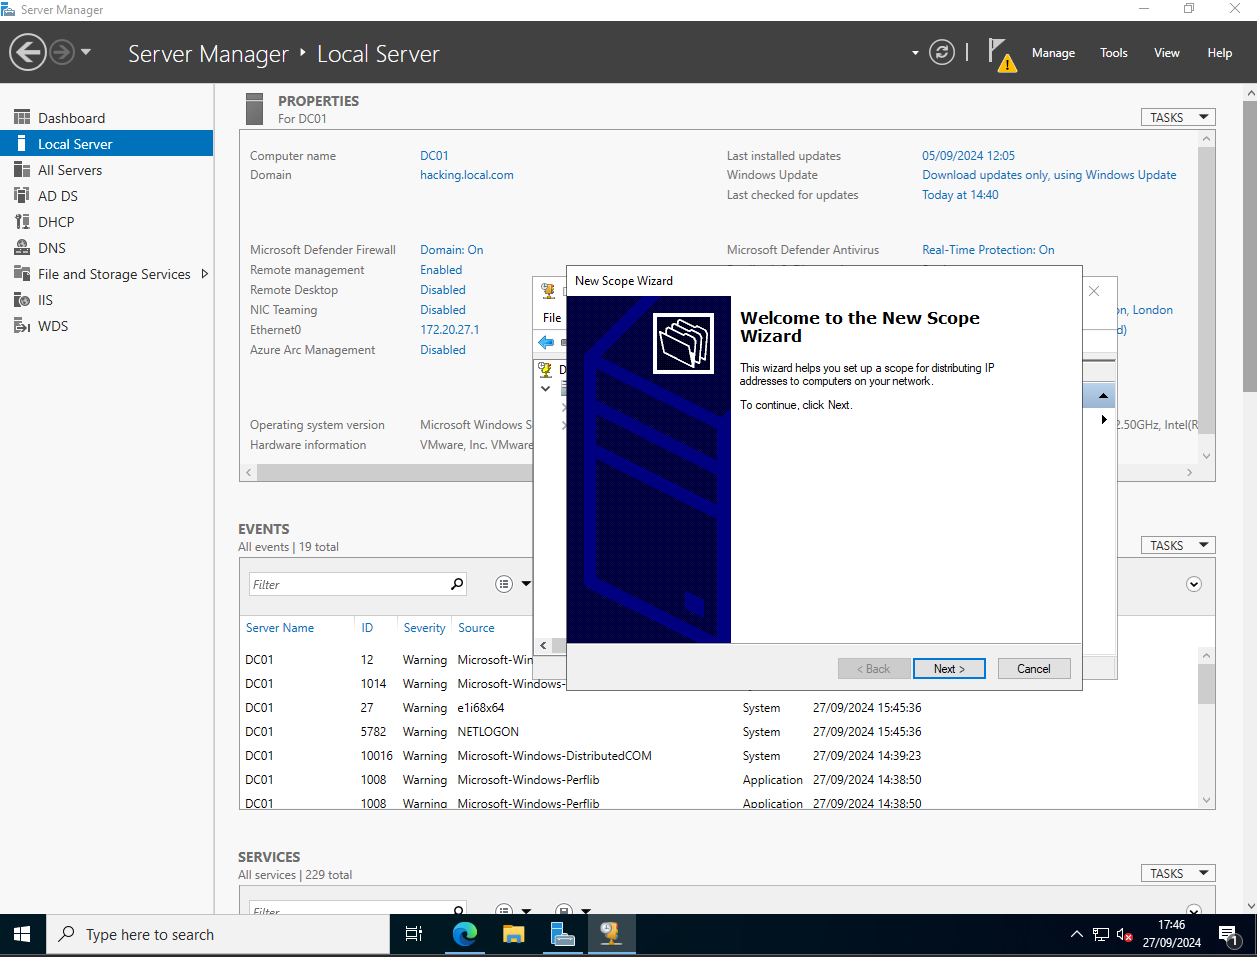 Server Manager
Server Manager ‣ Local Server
Manage Tools View Help
Dashboard
Local Server
All Servers
AD DS
DHCP
DNS
File and Storage Services
IIS
WDS
PROPERTIES
For DC01
TASKS
Computer name DC01
Domain hacking.local.com
Last installed updates 05/09/2024 12:05
Windows Update Download updates only, using Windows Update
Last checked for updates Today at 14:40
Microsoft Defender Firewall Domain: On
Remote management Enabled
Remote Desktop Disabled
NIC Teaming Disabled
Ethernet0 172.20.27.1
Azure Arc Management Disabled
Microsoft Defender Antivirus Real-Time Protection: On
n, London
Operating system version Microsoft Windows S
Hardware information VMware, Inc. VMware
2.50GHz, Intel(R
File
New Scope Wizard
Welcome to the New Scope
Wizard
This wizard helps you set up a scope for distributing IP
addresses to computers on your network.
To continue, click Next.
< Back Next > Cancel
EVENTS
All events | 19 total
TASKS
Filter
Server Name ID Severity Source
DC01 12 Warning Microsoft-Win
DC01 1014 Warning Microsoft-Windows-
DC01 27 Warning e1i68x64 System 27/09/2024 15:45:36
DC01 5782 Warning NETLOGON System 27/09/2024 15:45:36
DC01 10016 Warning Microsoft-Windows-DistributedCOM System 27/09/2024 14:39:23
DC01 1008 Warning Microsoft-Windows-Perflib Application 27/09/2024 14:38:50
DC01 1008 Warning Microsoft-Windows-Perflib Application 27/09/2024 14:38:50
SERVICES
All services | 229 total
TASKS
Filter
Type here to search
17:46
27/09/2024
1